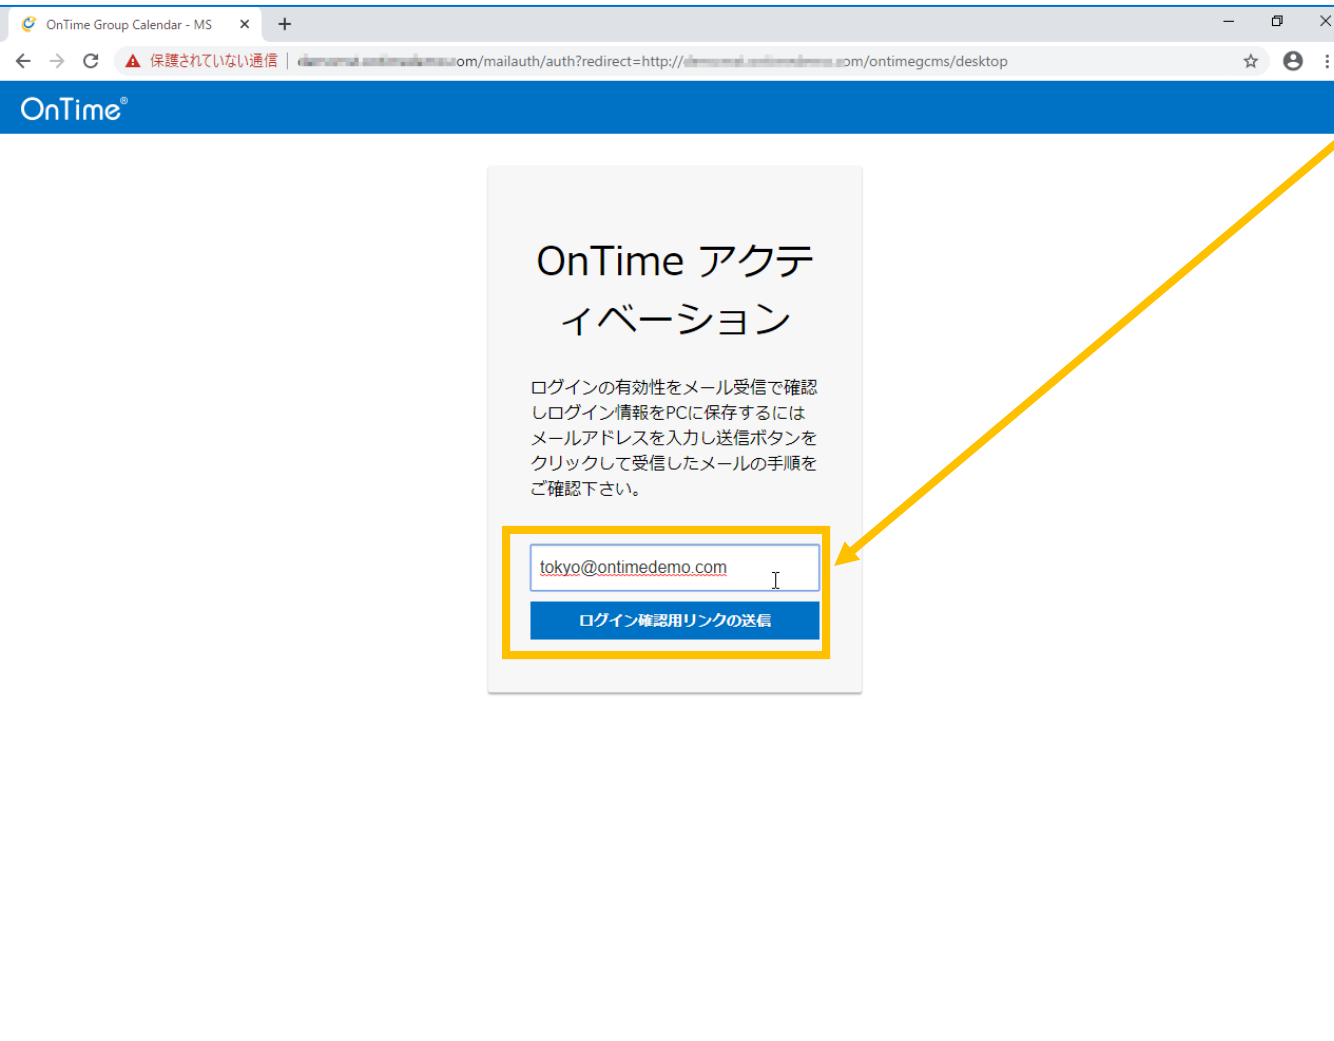 OnTime Group Calendar - MS
保護されていない通信 | om/mailauth/auth?redirect=http:// om/ontimegcms/desktop
OnTime®
OnTime アクテ
ィベーション
ログインの有効性をメール受信で確認
しログイン情報をPCに保存するには
メールアドレスを入力し送信ボタンを
クリックして受信したメールの手順を
ご確認下さい。
tokyo@ontimedemo.com
ログイン確認用リンクの送信